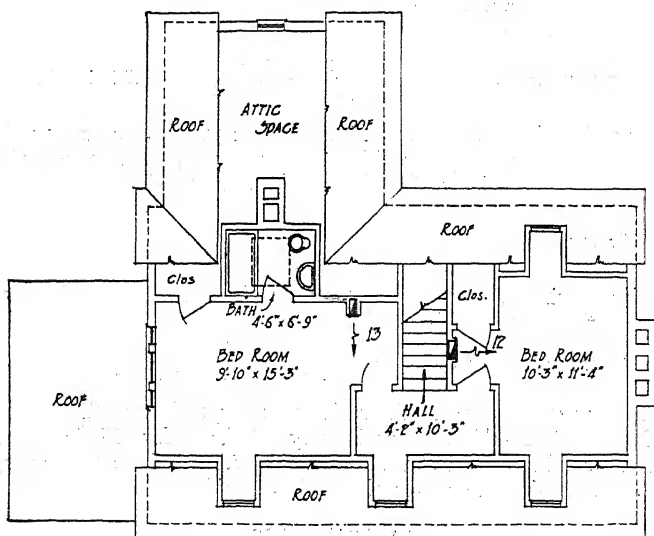 ROOF
ATTIC
SPACE
ROOF
ROOF
CLOS
CLOS.
BATH
4'-6" x 6'-9"
13
12
BED ROOM
9'-10" x 15'-3"
BED ROOM
10'-3" x 11'-4"
ROOF
HALL
4'-2" x 10'-3"
ROOF